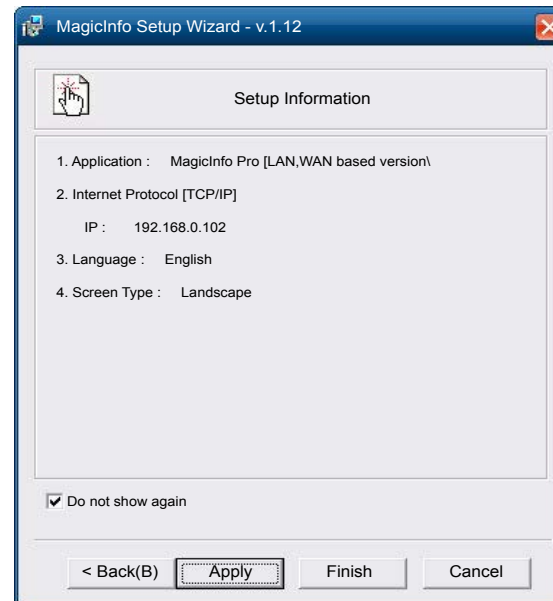 MagicInfo Setup Wizard - v.1.12
Setup Information
1. Application : MagicInfo Pro [LAN,WAN based version\
2. Internet Protocol [TCP/IP]
IP : 192.168.0.102
3. Language : English
4. Screen Type : Landscape
Do not show again
< Back(B) Apply Finish Cancel